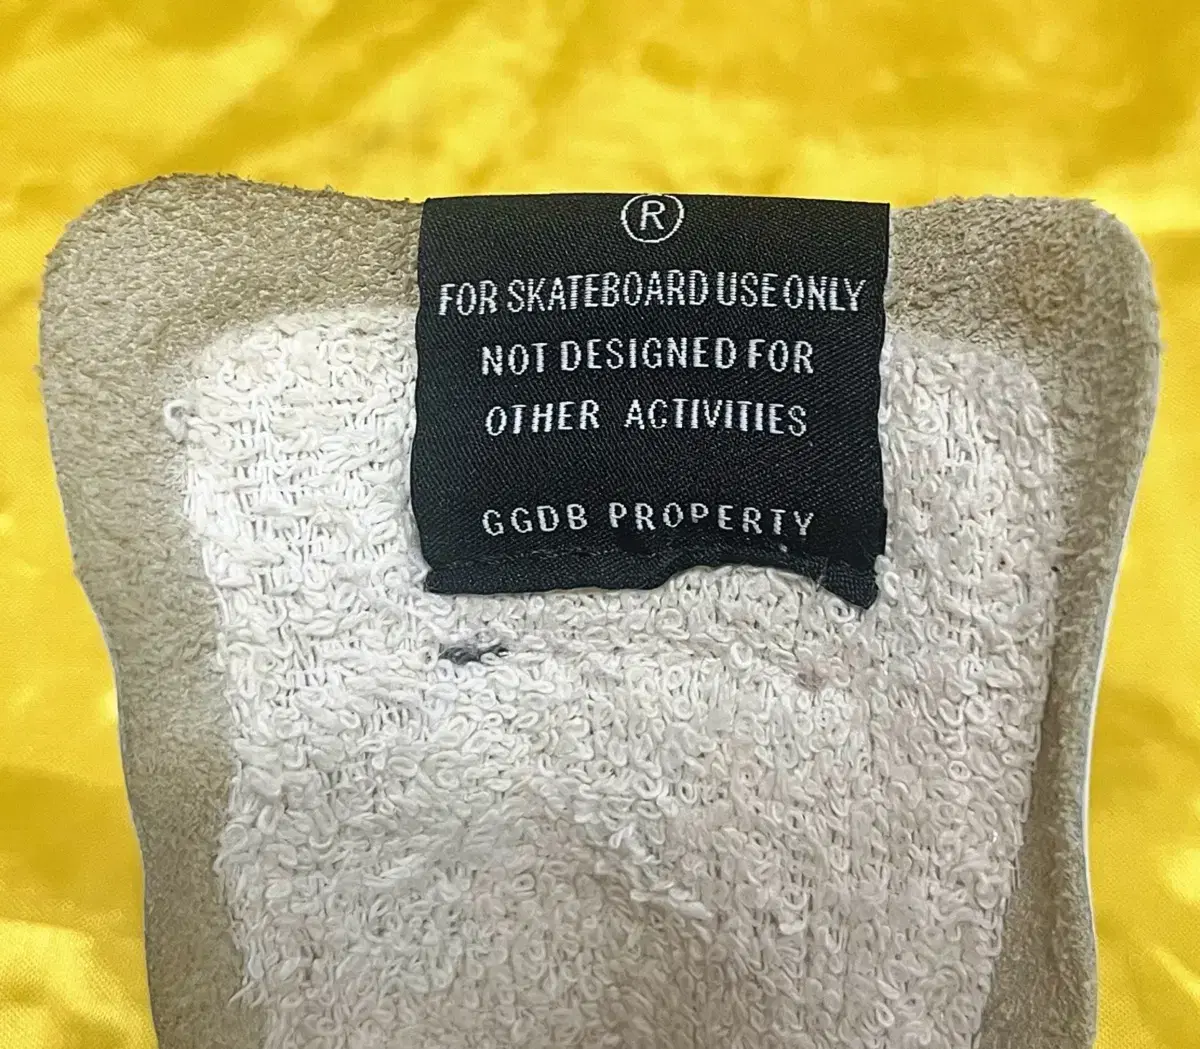 ®
FOR SKATEBOARD USE ONLY
NOT DESIGNED FOR
OTHER ACTIVITIES
GGDB PROPERTY